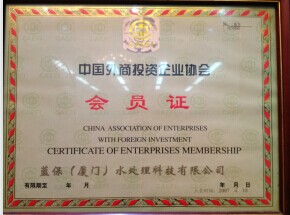 中国外商投资企业协会
会员证
CHINA ASSOCIATION OF ENTERPRISES
WITH FOREIGN INVESTMENT
CERTIFICATE OF ENTERPRISES MEMBERSHIP
蓝保（厦门）水处理科技有限公司
有限期至 年 月 年 月 日